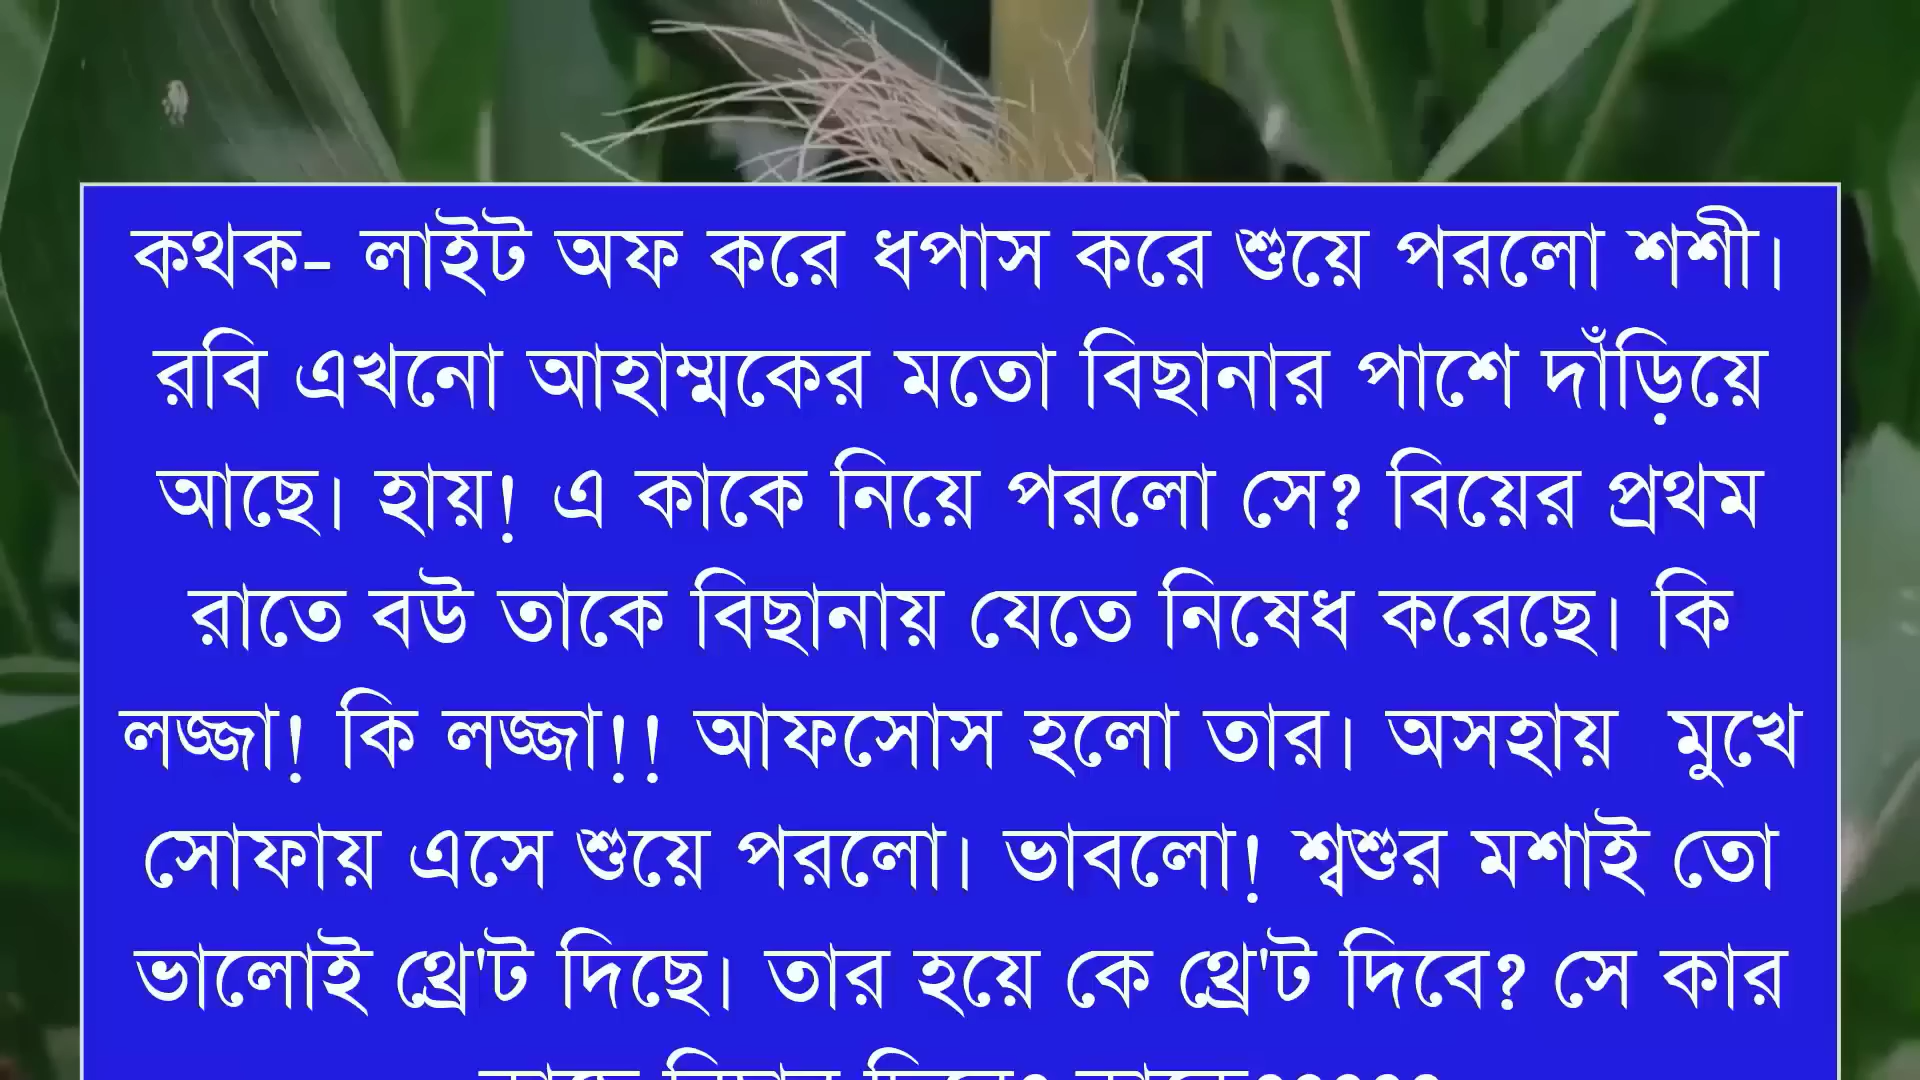 কথক- লাইট অফ করে ধপাস করে শুয়ে পরলো শশী।
রবি এখনো আহাম্মকের মতো বিছানার পাশে দাঁড়িয়ে
আছে। হায়! এ কাকে নিয়ে পরলো সে? বিয়ের প্রথম
রাতে বউ তাকে বিছানায় যেতে নিষেধ করেছে। কি
লজ্জা! কি লজ্জা!! আফসোস হলো তার। অসহায়  মুখে
সোফায় এসে শুয়ে পরলো। ভাবলো! শ্বশুর মশাই তো
ভালোই থ্রে'ট দিছে। তার হয়ে কে থ্রে'ট দিবে? সে কার